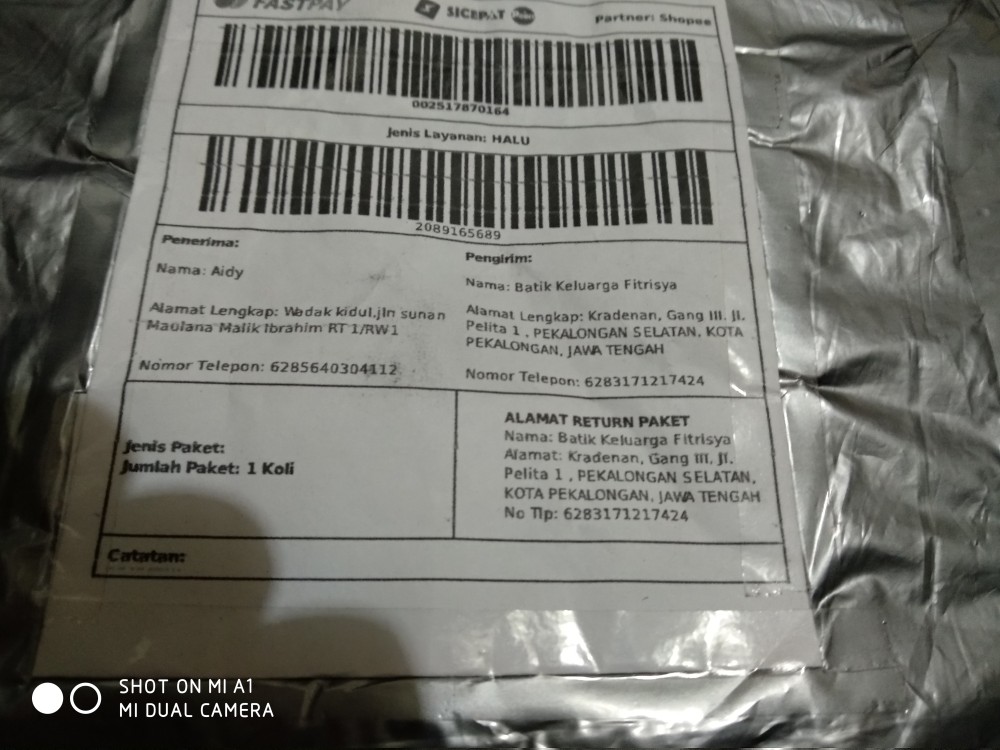 FASTPAY SICEPAT Partner: Shopee
002517870164
Jenis Layanan: HALU
2089165689
Penerima:
Nama: Aidy
Alamat Lengkap: Wadak kidul.jln sunan
Maulana Malik Ibrahim RT 1/RW1
Nomor Telepon: 6285640304112
Pengirim:
Nama: Batik Keluarga Fitrisya
Alamat Lengkap: Kradenan, Gang III. Jl.
Pelita 1 , PEKALONGAN SELATAN, KOTA
PEKALONGAN, JAWA TENGAH
Nomor Telepon: 6283171217424
Jenis Paket:
Jumlah Paket: 1 Koli
ALAMAT RETURN PAKET
Nama: Batik Keluarga Fitrisya
Alamat: Kradenan, Gang III. Jl.
Pelita 1 , PEKALONGAN SELATAN,
KOTA PEKALONGAN, JAWA TENGAH
No Tlp: 6283171217424
Catatan:
SHOT ON MI A1
MI DUAL CAMERA